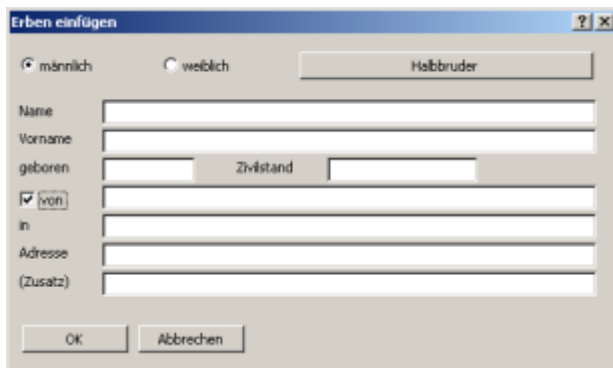 Erben einfügen
männlich weiblich Halbbruder
Name
Vorname
geboren Zivilstand
von
in
Adresse
(Zusatz)
OK Abbrechen